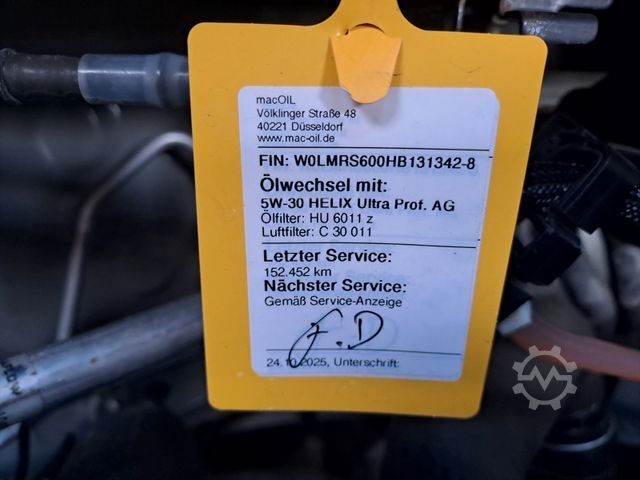 macOIL
Völklinger Straße 48
40221 Düsseldorf
www.mac-oil.de
FIN: W0LMRS600HB131342-8
Ölwechsel mit:
5W-30 HELIX Ultra Prof. AG
Ölfilter: HU 6011 z
Luftfilter: C 30 011
Letzter Service:
152.452 km
Nächster Service:
Gemäß Service-Anzeige
F.D
24.10.2025, Unterschrift: